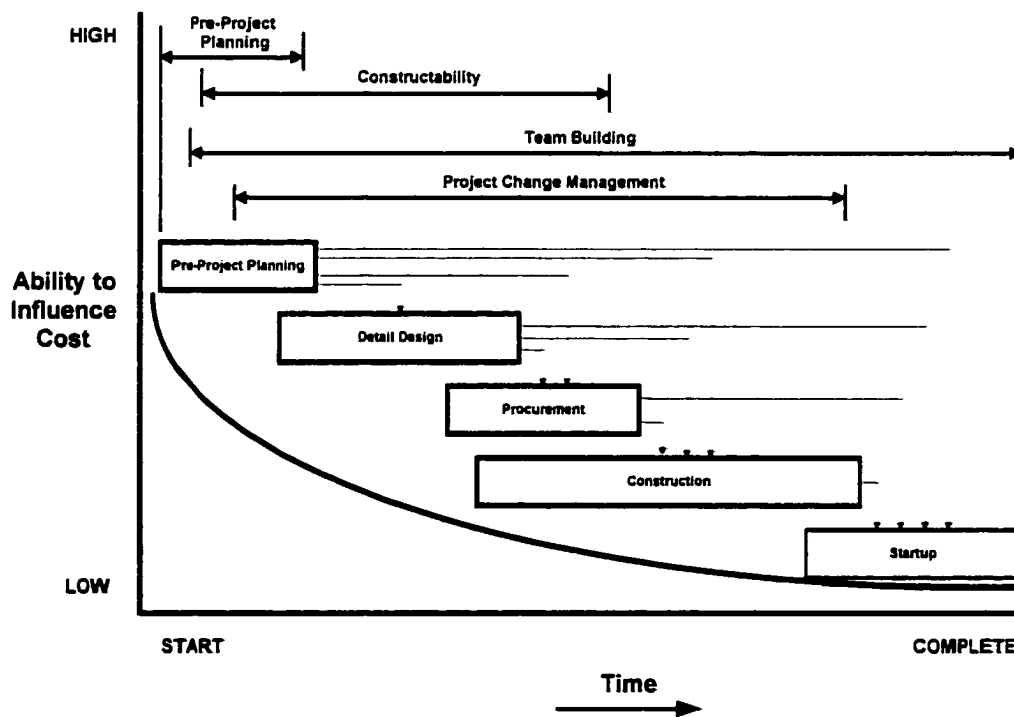 HIGH
Pre-Project
Planning
Constructability
Team Building
Project Change Management
Pre-Project Planning
Ability to
Influence
Cost
Detail Design
Procurement
Construction
Startup
LOW
START
COMPLETE
Time